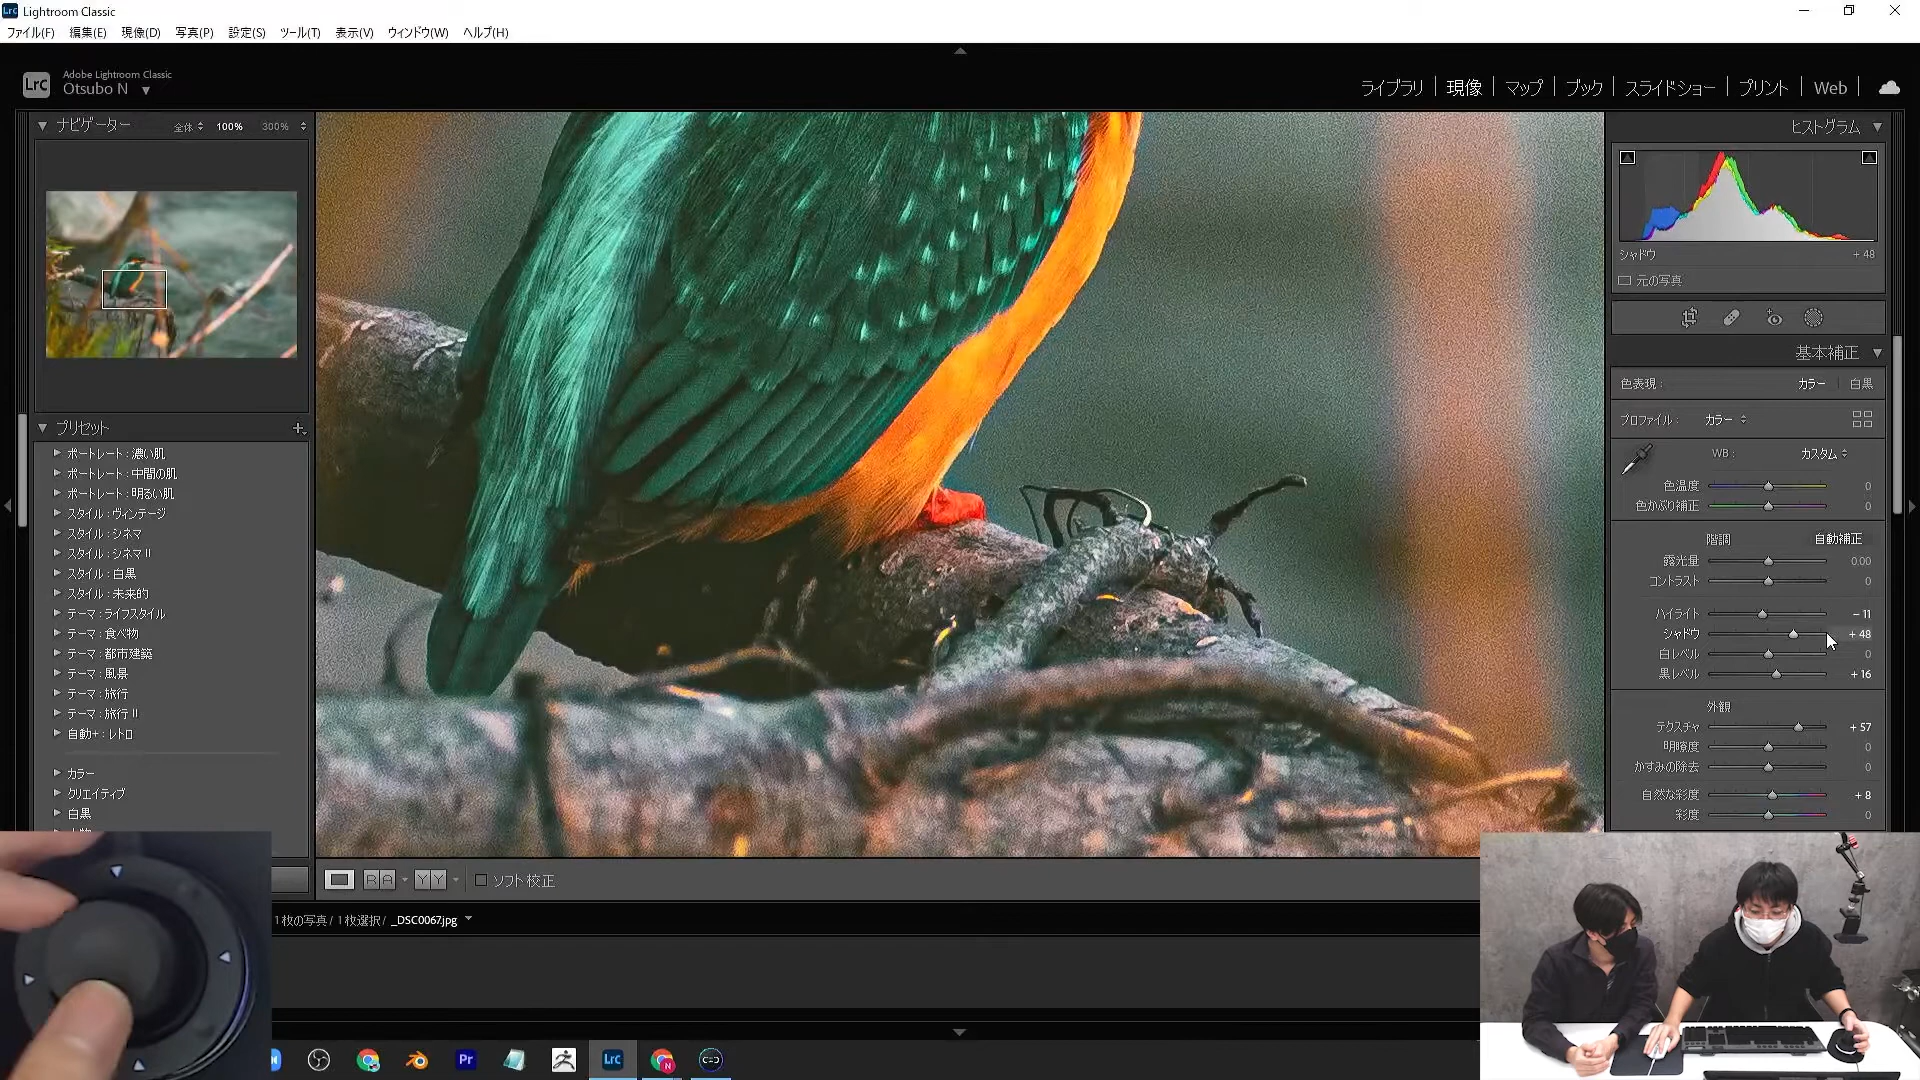 Lrc Lightroom Classic
ファイル(F) 編集(E) 現像(D) 写真(P) 設定(S) ツール(T) 表示(V) ウィンドウ(W) ヘルプ(H)
LrC Adobe Lightroom Classic
Otsubo N
ライブラリ 現像 マップ ブック スライドショー プリント Web
ナビゲーター 全体 100% 300%
プリセット
ポートレート : 濃い肌
ポートレート : 中間の肌
ポートレート : 明るい肌
スタイル : ヴィンテージ
スタイル : シネマ
スタイル : シネマ II
スタイル : 白黒
スタイル : 未来的
テーマ : ライフスタイル
テーマ : 食べ物
テーマ : 都市建築
テーマ : 風景
テーマ : 旅行
テーマ : 旅行 II
自動+ : レトロ
カラー
クリエイティブ
白黒
ソフト校正
1 枚の写真 / 1 枚選択 / _DSC0067.jpg
ヒストグラム
シャドウ + 48
元の写真
基本補正
色表現 : カラー 白黒
プロファイル : カラー
WB : カスタム
色温度 0
色かぶり補正 0
階調 自動補正
露光量 0.00
コントラスト 0
ハイライト − 11
シャドウ + 48
白レベル 0
黒レベル + 16
外観
テクスチャ + 57
明瞭度 0
かすみの除去 0
自然な彩度 + 8
彩度 0
Pr Lrc N